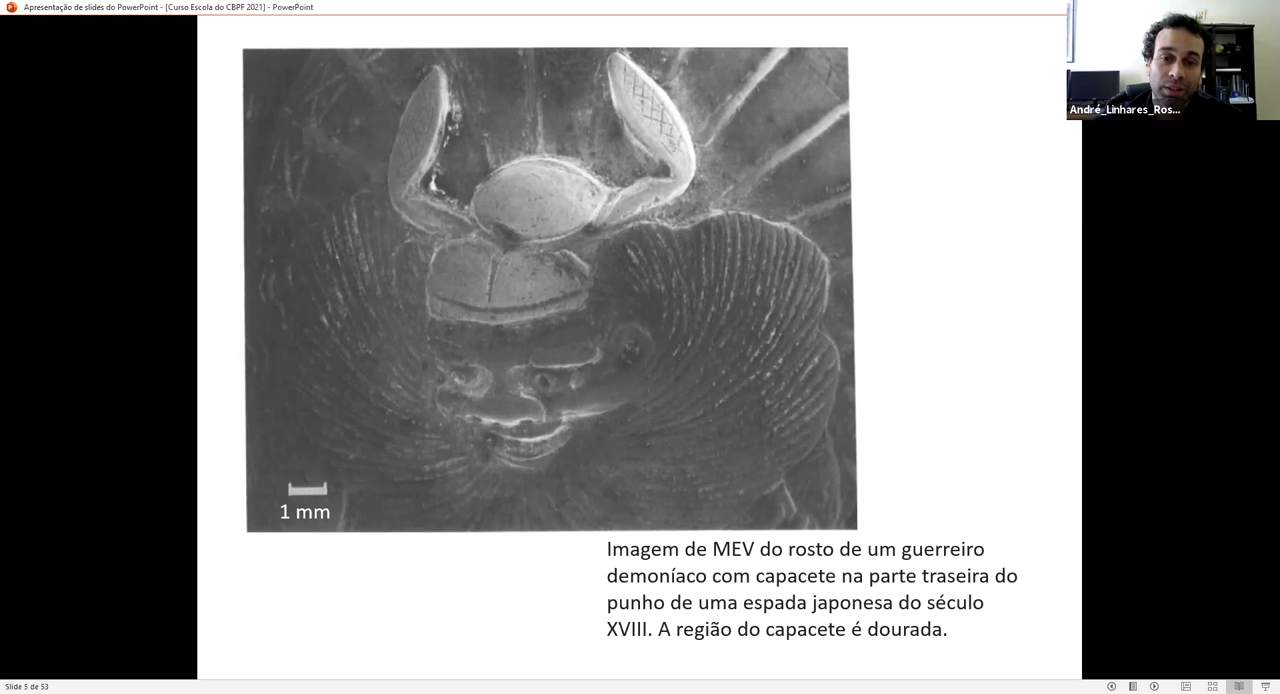 Apresentação de slides do PowerPoint - [Curso Escola do CBPF 2021] - PowerPoint
André_Linhares_Ros...
1 mm
Imagem de MEV do rosto de um guerreiro
demoníaco com capacete na parte traseira do
punho de uma espada japonesa do século
XVIII. A região do capacete é dourada.
Slide 5 de 53